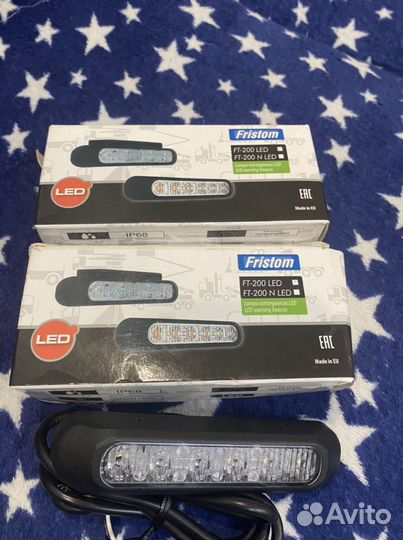 Fristom
FT-200 LED
FT-200 N LED
Lampa ostrzegawcza LED
LED warning beacon
LED
EAC
Made in EU
IP68
Fristom
FT-200 LED
FT-200 N LED
Lampa ostrzegawcza LED
LED warning beacon
LED
EAC
Made in EU
IP68
LED
Avito